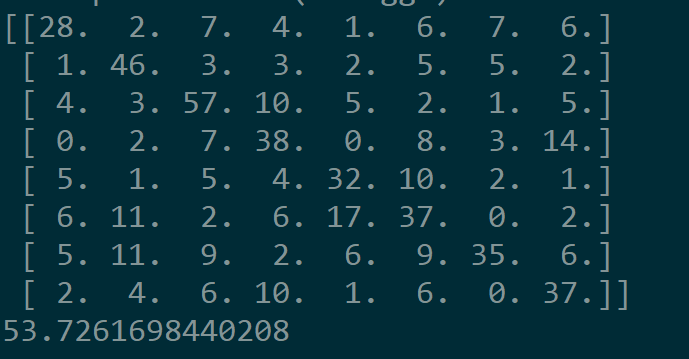 [[28. 2. 7. 4. 1. 6. 7. 6.]
[ 1. 46. 3. 3. 2. 5. 5. 2.]
[ 4. 3. 57. 10. 5. 2. 1. 5.]
[ 0. 2. 7. 38. 0. 8. 3. 14.]
[ 5. 1. 5. 4. 32. 10. 2. 1.]
[ 6. 11. 2. 6. 17. 37. 0. 2.]
[ 5. 11. 9. 2. 6. 9. 35. 6.]
[ 2. 4. 6. 10. 1. 6. 0. 37.]]
53.7261698440208